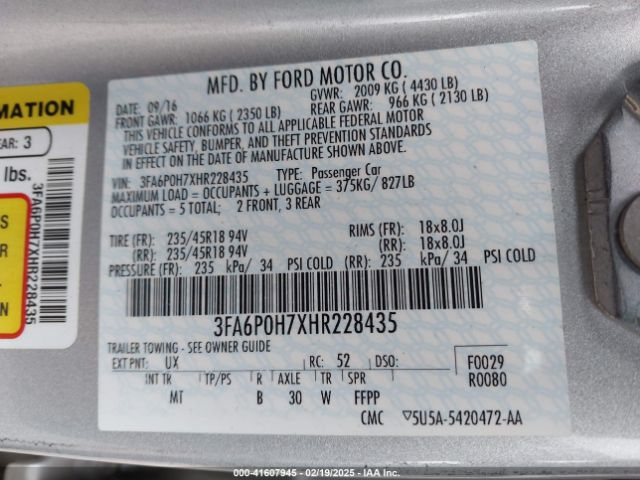 MFD. BY FORD MOTOR CO.
DATE: 09/16 GVWR: 2009 KG ( 4430 LB)
FRONT GAWR: 1066 KG ( 2350 LB) REAR GAWR: 966 KG ( 2130 LB)
THIS VEHICLE CONFORMS TO ALL APPLICABLE FEDERAL MOTOR
VEHICLE SAFETY, BUMPER, AND THEFT PREVENTION STANDARDS
IN EFFECT ON THE DATE OF MANUFACTURE SHOWN ABOVE.
VIN: 3FA6P0H7XHR228435 TYPE: Passenger Car
MAXIMUM LOAD = OCCUPANTS + LUGGAGE = 375KG/ 827LB
OCCUPANTS = 5 TOTAL; 2 FRONT, 3 REAR
TIRE (FR): 235/45R18 94V RIMS (FR): 18x8.0J
(RR): 235/45R18 94V (RR): 18x8.0J
PRESSURE (FR): 235 kPa/ 34 PSI COLD (RR): 235 kPa/ 34 PSI COLD
3FA6P0H7XHR228435
TRAILER TOWING - SEE OWNER GUIDE
EXT PNT: UX RC: 52 DSO: F0029
R0080
INT TR TP/PS R AXLE TR SPR
MT B 30 W FFPP
CMC 5U5A-5420472-AA
RMATION
EAR: 3
lbs.
3FA6P0H7XHR228435
S
R
000-41607945 - 02/19/2025 - IAA Inc.